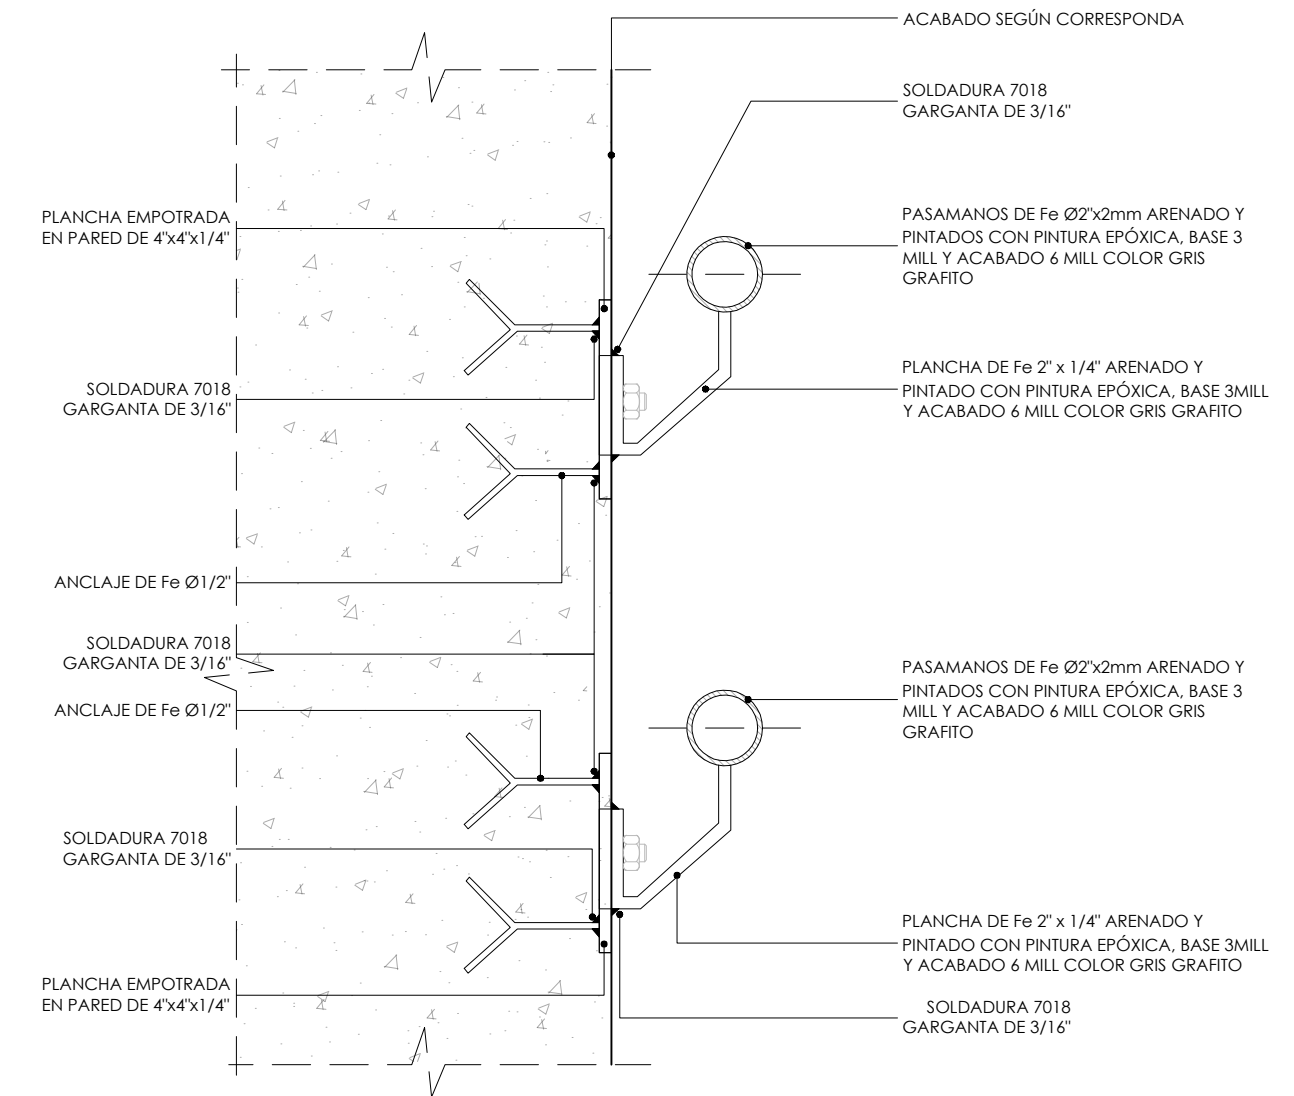 ACABADO SEGÚN CORRESPONDA
SOLDADURA 7018
GARGANTA DE 3/16"
PASAMANOS DE Fe Ø2"x2mm ARENADO Y
PINTADOS CON PINTURA EPÓXICA, BASE 3
MILL Y ACABADO 6 MILL COLOR GRIS
GRAFITO
PLANCHA EMPOTRADA
EN PARED DE 4"x4"x1/4"
PLANCHA DE Fe 2" x 1/4" ARENADO Y
PINTADO CON PINTURA EPÓXICA, BASE 3MILL
Y ACABADO 6 MILL COLOR GRIS GRAFITO
SOLDADURA 7018
GARGANTA DE 3/16"
ANCLAJE DE Fe Ø1/2"
SOLDADURA 7018
GARGANTA DE 3/16"
PASAMANOS DE Fe Ø2"x2mm ARENADO Y
PINTADOS CON PINTURA EPÓXICA, BASE 3
MILL Y ACABADO 6 MILL COLOR GRIS
GRAFITO
ANCLAJE DE Fe Ø1/2"
SOLDADURA 7018
GARGANTA DE 3/16"
PLANCHA DE Fe 2" x 1/4" ARENADO Y
PINTADO CON PINTURA EPÓXICA, BASE 3MILL
Y ACABADO 6 MILL COLOR GRIS GRAFITO
PLANCHA EMPOTRADA
EN PARED DE 4"x4"x1/4"
SOLDADURA 7018
GARGANTA DE 3/16"